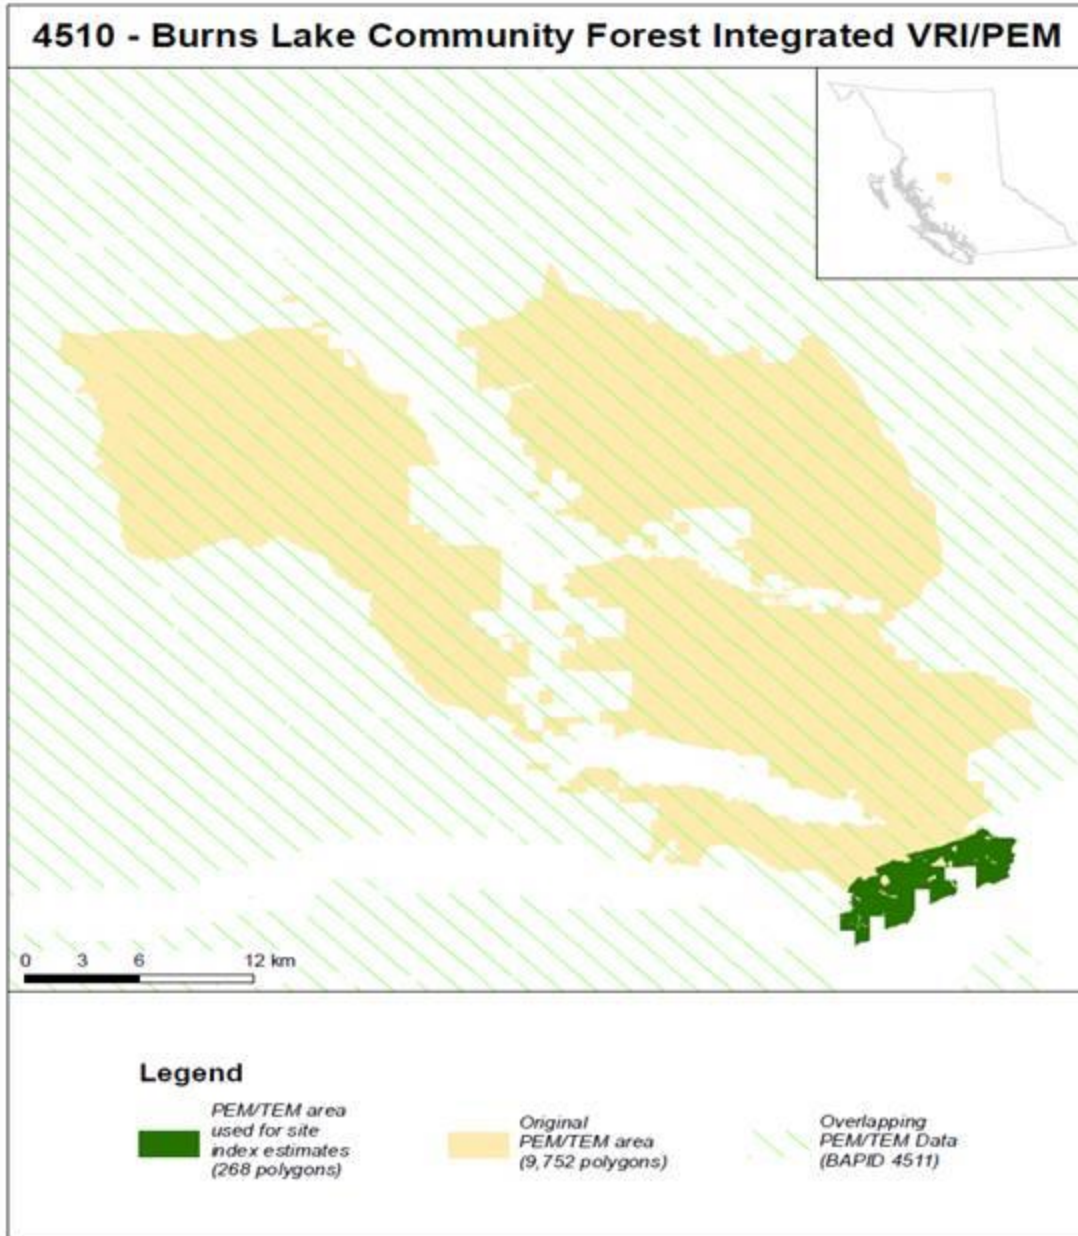 4510 - Burns Lake Community Forest Integrated VRI/PEM
0 3 6 12 km
Legend
PEM/TEM area
used for site
index estimates
(268 polygons)
Original
PEM/TEM area
(9,752 polygons)
Overlapping
PEM/TEM Data
(BAPID 4511)